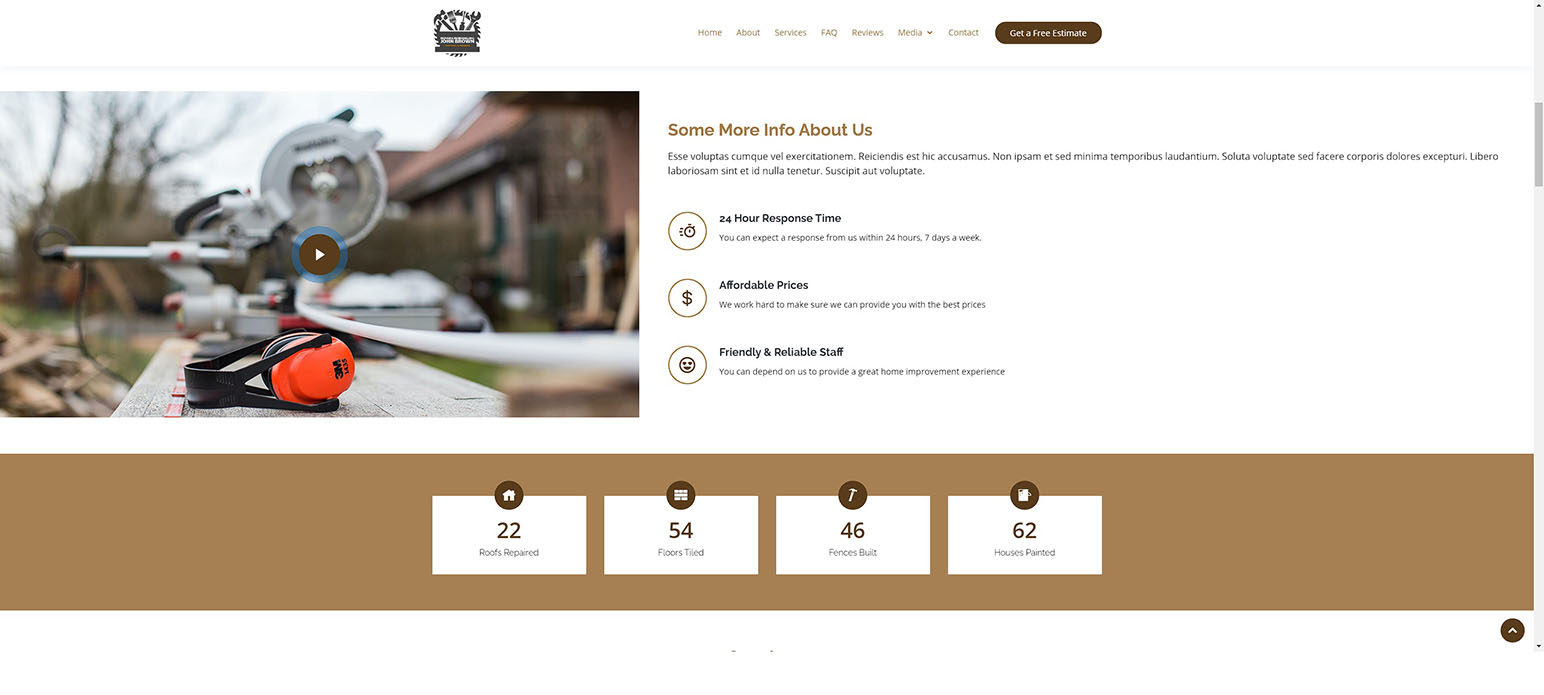 JOHN BROWN
Home About Services FAQ Reviews Media Contact Get a Free Estimate
Some More Info About Us
Esse voluptas cumque vel exercitationem. Reiciendis est hic accusamus. Non ipsam et sed minima temporibus laudantium. Soluta voluptate sed facere corporis dolores excepturi. Libero
laboriosam sint et id nulla tenetur. Suscipit aut voluptate.
24 Hour Response Time
You can expect a response from us within 24 hours, 7 days a week.
Affordable Prices
We work hard to make sure we can provide you with the best prices
Friendly & Reliable Staff
You can depend on us to provide a great home improvement experience
22
Roofs Repaired
54
Floors Tiled
46
Fences Built
62
Houses Painted